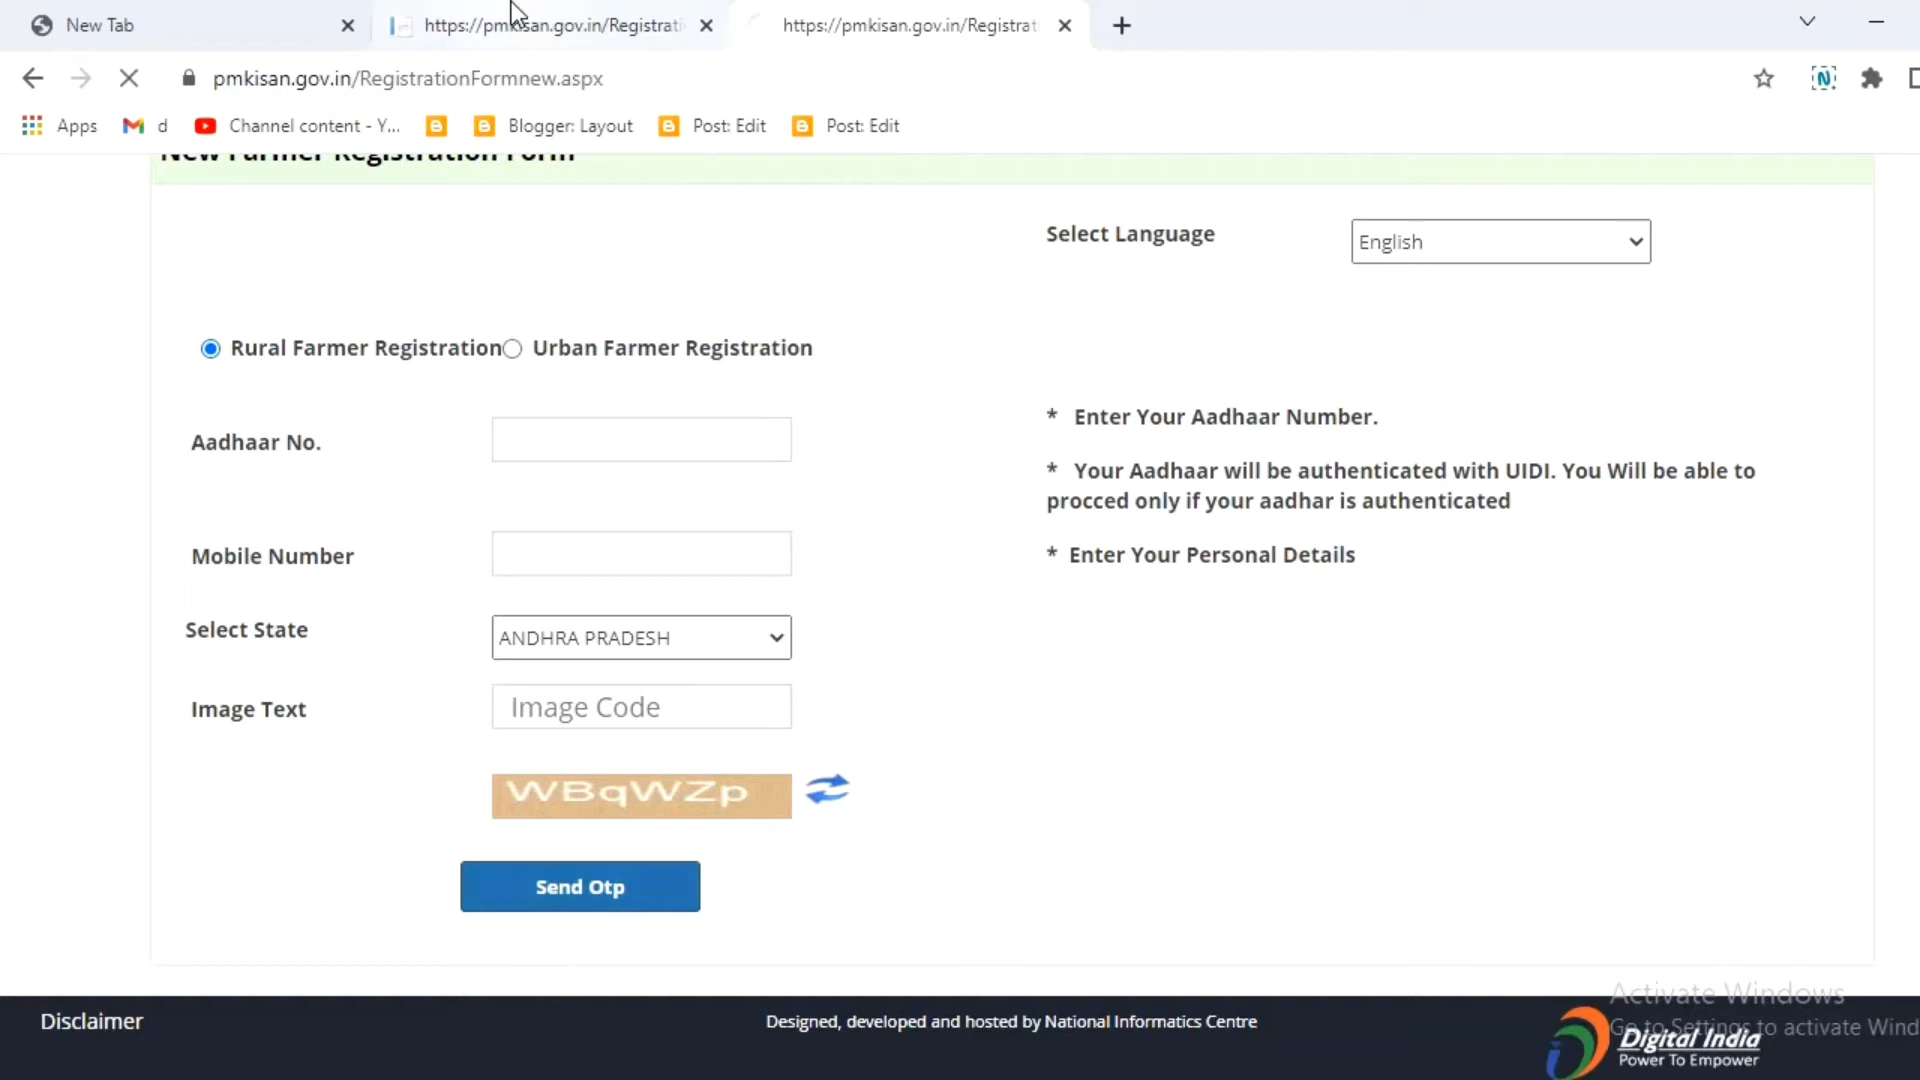 New Tab
https://pmkisan.gov.in/Registrati
https://pmkisan.gov.in/Registrat
pmkisan.gov.in/RegistrationFormnew.aspx
Apps
d
Channel content - Y...
Blogger: Layout
Post: Edit
Post: Edit
New Farmer Registration Form
Select Language
English
Rural Farmer Registration
Urban Farmer Registration
* Enter Your Aadhaar Number.
Aadhaar No.
* Your Aadhaar will be authenticated with UIDI. You Will be able to
procced only if your aadhar is authenticated
Mobile Number
* Enter Your Personal Details
Select State
ANDHRA PRADESH
Image Text
Image Code
WBqWZp
Send Otp
Activate Windows
Go to Settings to activate Wind
Disclaimer
Designed, developed and hosted by National Informatics Centre
Digital India
Power To Empower